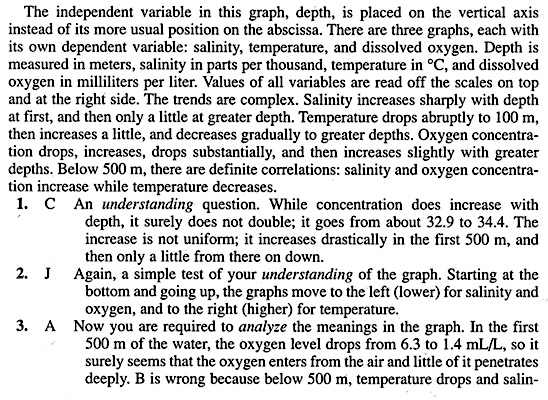 The independent variable in this graph, depth, is placed on the vertical axis
instead of its more usual position on the abscissa. There are three graphs, each with
its own dependent variable: salinity, temperature, and dissolved oxygen. Depth is
measured in meters, salinity in parts per thousand, temperature in °C, and dissolved
oxygen in milliliters per liter. Values of all variables are read off the scales on top
and at the right side. The trends are complex. Salinity increases sharply with depth
at first, and then only a little at greater depth. Temperature drops abruptly to 100 m,
then increases a little, and decreases gradually to greater depths. Oxygen concentra-
tion drops, increases, drops substantially, and then increases slightly with greater
depths. Below 500 m, there are definite correlations: salinity and oxygen concentra-
tion increase while temperature decreases.
1. C An understanding question. While concentration does increase with
depth, it surely does not double; it goes from about 32.9 to 34.4. The
increase is not uniform; it increases drastically in the first 500 m, and
then only a little from there on down.
2. J Again, a simple test of your understanding of the graph. Starting at the
bottom and going up, the graphs move to the left (lower) for salinity and
oxygen, and to the right (higher) for temperature.
3. A Now you are required to analyze the meanings in the graph. In the first
500 m of the water, the oxygen level drops from 6.3 to 1.4 mL/L, so it
surely seems that the oxygen enters from the air and little of it penetrates
deeply. B is wrong because below 500 m, temperature drops and salin-